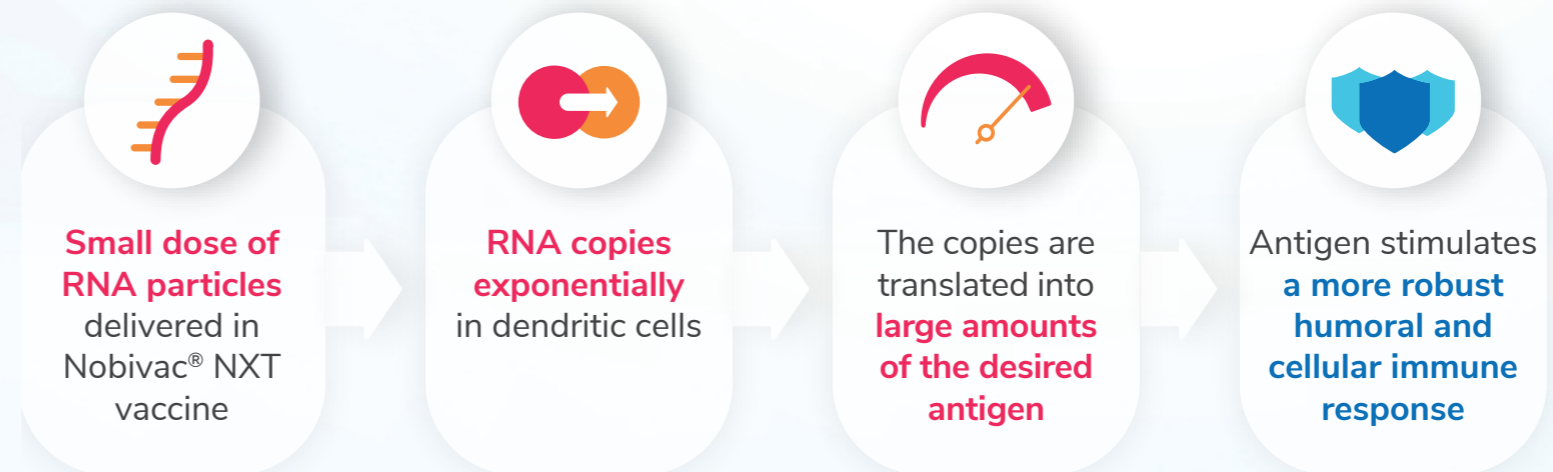 Small dose of
RNA particles
delivered in
Nobivac® NXT
vaccine
RNA copies
exponentially
in dendritic cells
The copies are
translated into
large amounts
of the desired
antigen
Antigen stimulates
a more robust
humoral and
cellular immune
response